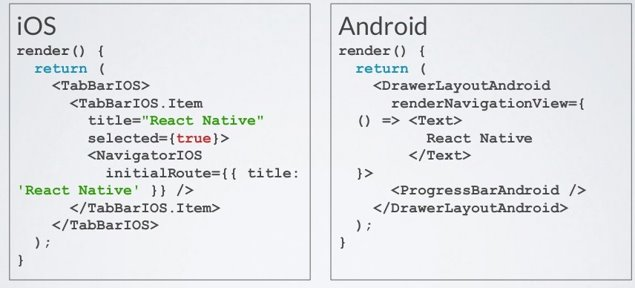 iOS
render() {
  return (
    <TabBarIOS>
      <TabBarIOS.Item
        title="React Native"
        selected={true}>
        <NavigatorIOS
          initialRoute={{ title:
'React Native' }} />
      </TabBarIOS.Item>
    </TabBarIOS>
  );
}
Android
render() {
  return (
    <DrawerLayoutAndroid
      renderNavigationView={
  () => <Text>
          React Native
        </Text>
  }>
      <ProgressBarAndroid />
    </DrawerLayoutAndroid>
  );
}